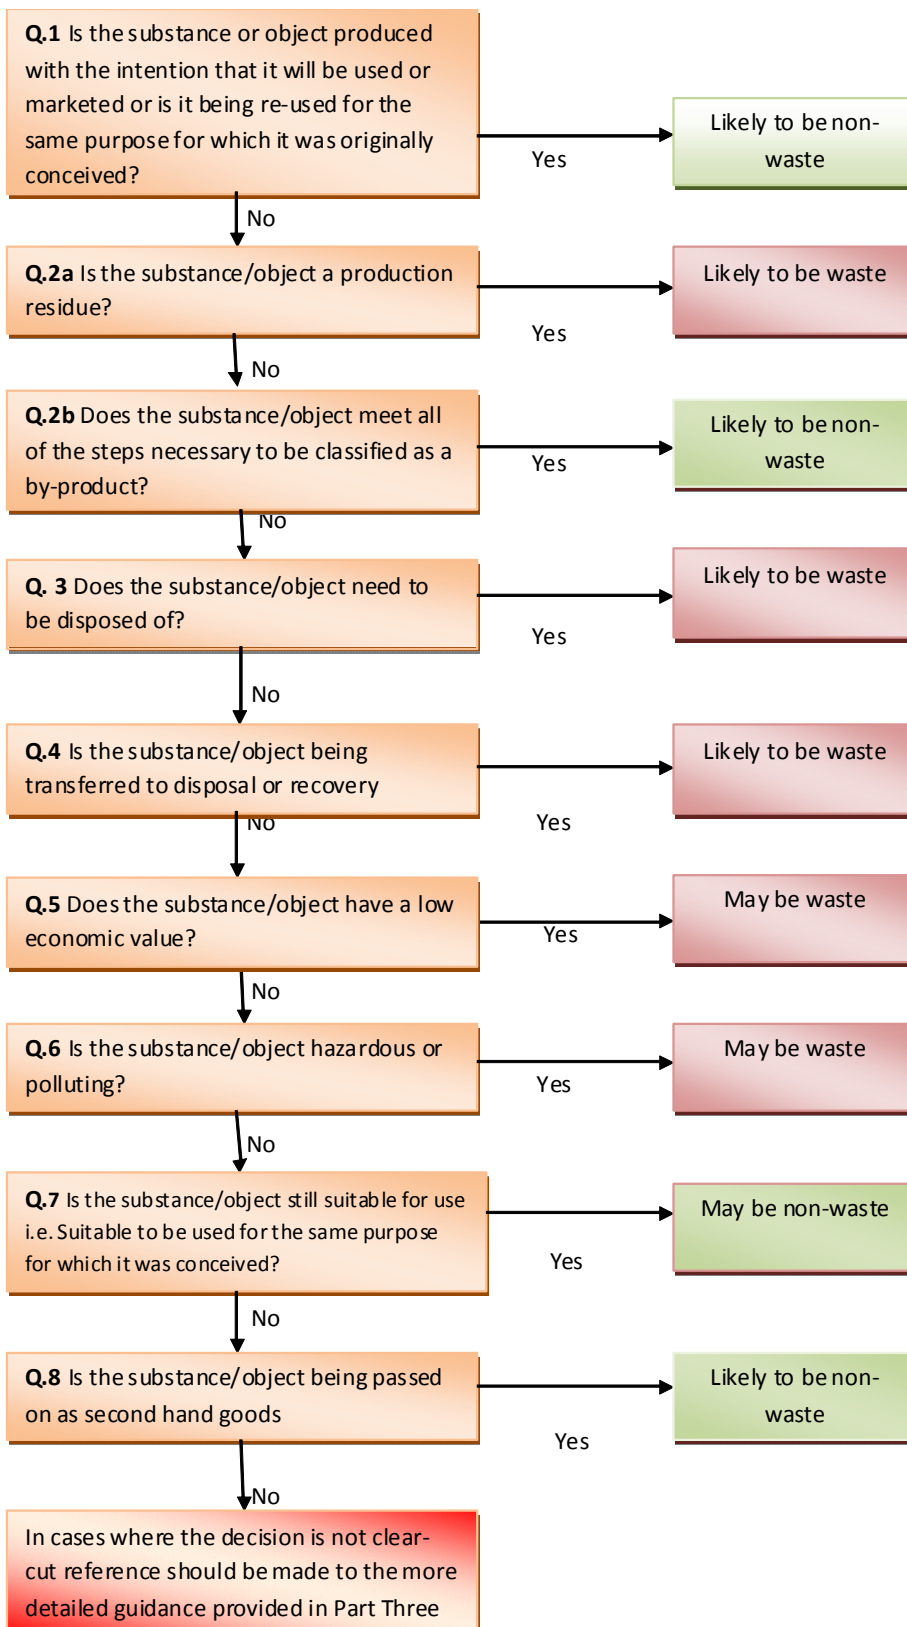 Q.1 Is the substance or object produced
with the intention that it will be used or
marketed or is it being re-used for the
same purpose for which it was originally
conceived?
Yes
Likely to be non-
waste
No
Q.2a Is the substance/object a production
residue?
Yes
Likely to be waste
No
Q.2b Does the substance/object meet all
of the steps necessary to be classified as a
by-product?
Yes
Likely to be non-
waste
No
Q. 3 Does the substance/object need to
be disposed of?
Yes
Likely to be waste
No
Q.4 Is the substance/object being
transferred to disposal or recovery
Yes
Likely to be waste
No
Q.5 Does the substance/object have a low
economic value?
Yes
May be waste
No
Q.6 Is the substance/object hazardous or
polluting?
Yes
May be waste
No
Q.7 Is the substance/object still suitable for use
i.e. Suitable to be used for the same purpose
for which it was conceived?
Yes
May be non-waste
No
Q.8 Is the substance/object being passed
on as second hand goods
Yes
Likely to be non-
waste
No
In cases where the decision is not clear-
cut reference should be made to the more
detailed guidance provided in Part Three